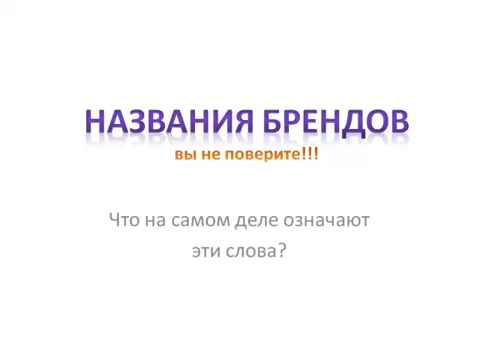 НАЗВАНИЯ БРЕНДОВ
вы не поверите!!!
Что на самом деле означают
эти слова?